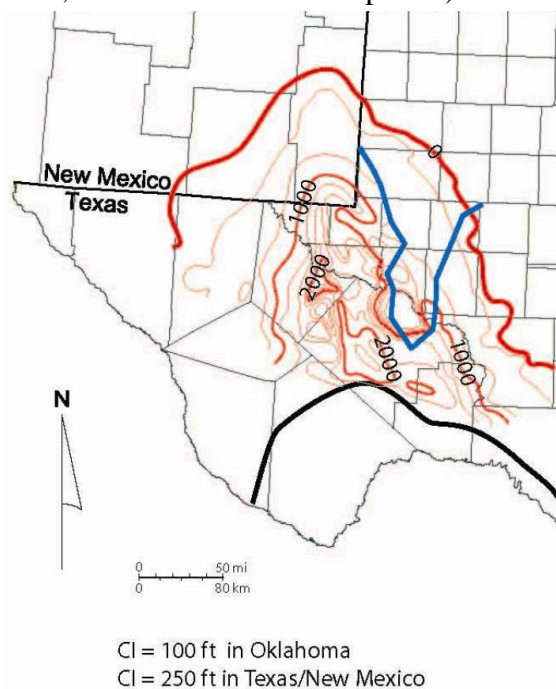 0
New Mexico
Texas
1000
2000
2000
1000
N
0 50 mi
0 80 km
CI = 100 ft in Oklahoma
CI = 250 ft in Texas/New Mexico